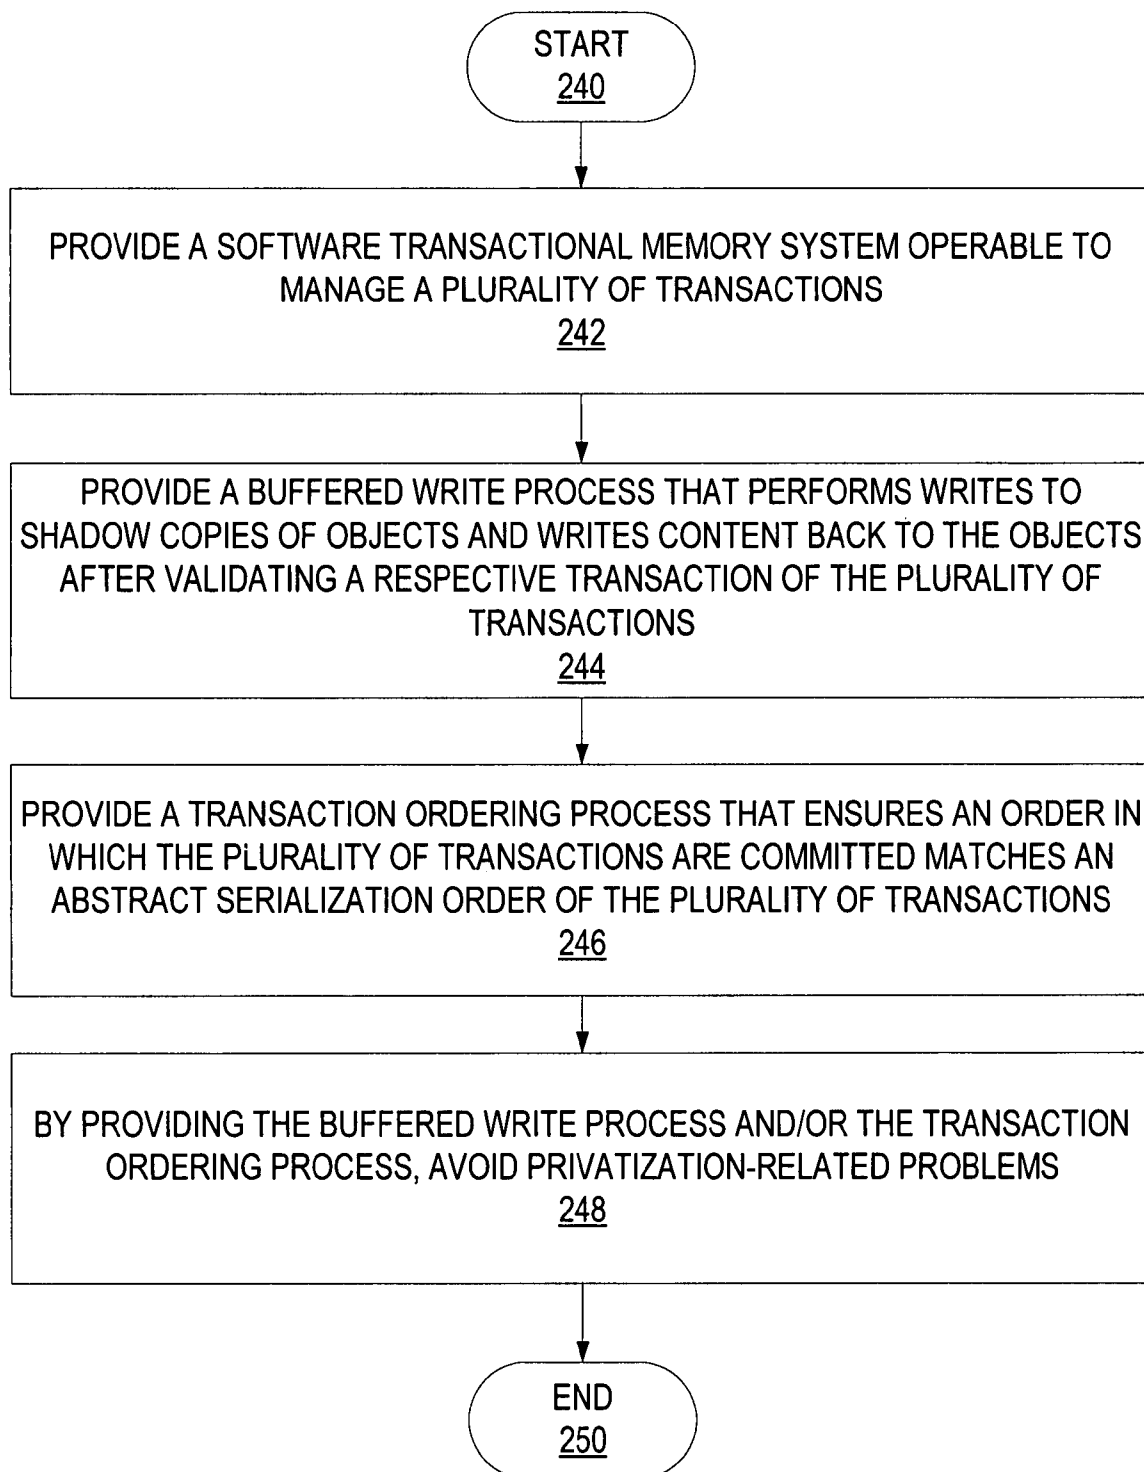 START
240
PROVIDE A SOFTWARE TRANSACTIONAL MEMORY SYSTEM OPERABLE TO
MANAGE A PLURALITY OF TRANSACTIONS
242
PROVIDE A BUFFERED WRITE PROCESS THAT PERFORMS WRITES TO
SHADOW COPIES OF OBJECTS AND WRITES CONTENT BACK TO THE OBJECTS
AFTER VALIDATING A RESPECTIVE TRANSACTION OF THE PLURALITY OF
TRANSACTIONS
244
PROVIDE A TRANSACTION ORDERING PROCESS THAT ENSURES AN ORDER IN
WHICH THE PLURALITY OF TRANSACTIONS ARE COMMITTED MATCHES AN
ABSTRACT SERIALIZATION ORDER OF THE PLURALITY OF TRANSACTIONS
246
BY PROVIDING THE BUFFERED WRITE PROCESS AND/OR THE TRANSACTION
ORDERING PROCESS, AVOID PRIVATIZATION-RELATED PROBLEMS
248
END
250